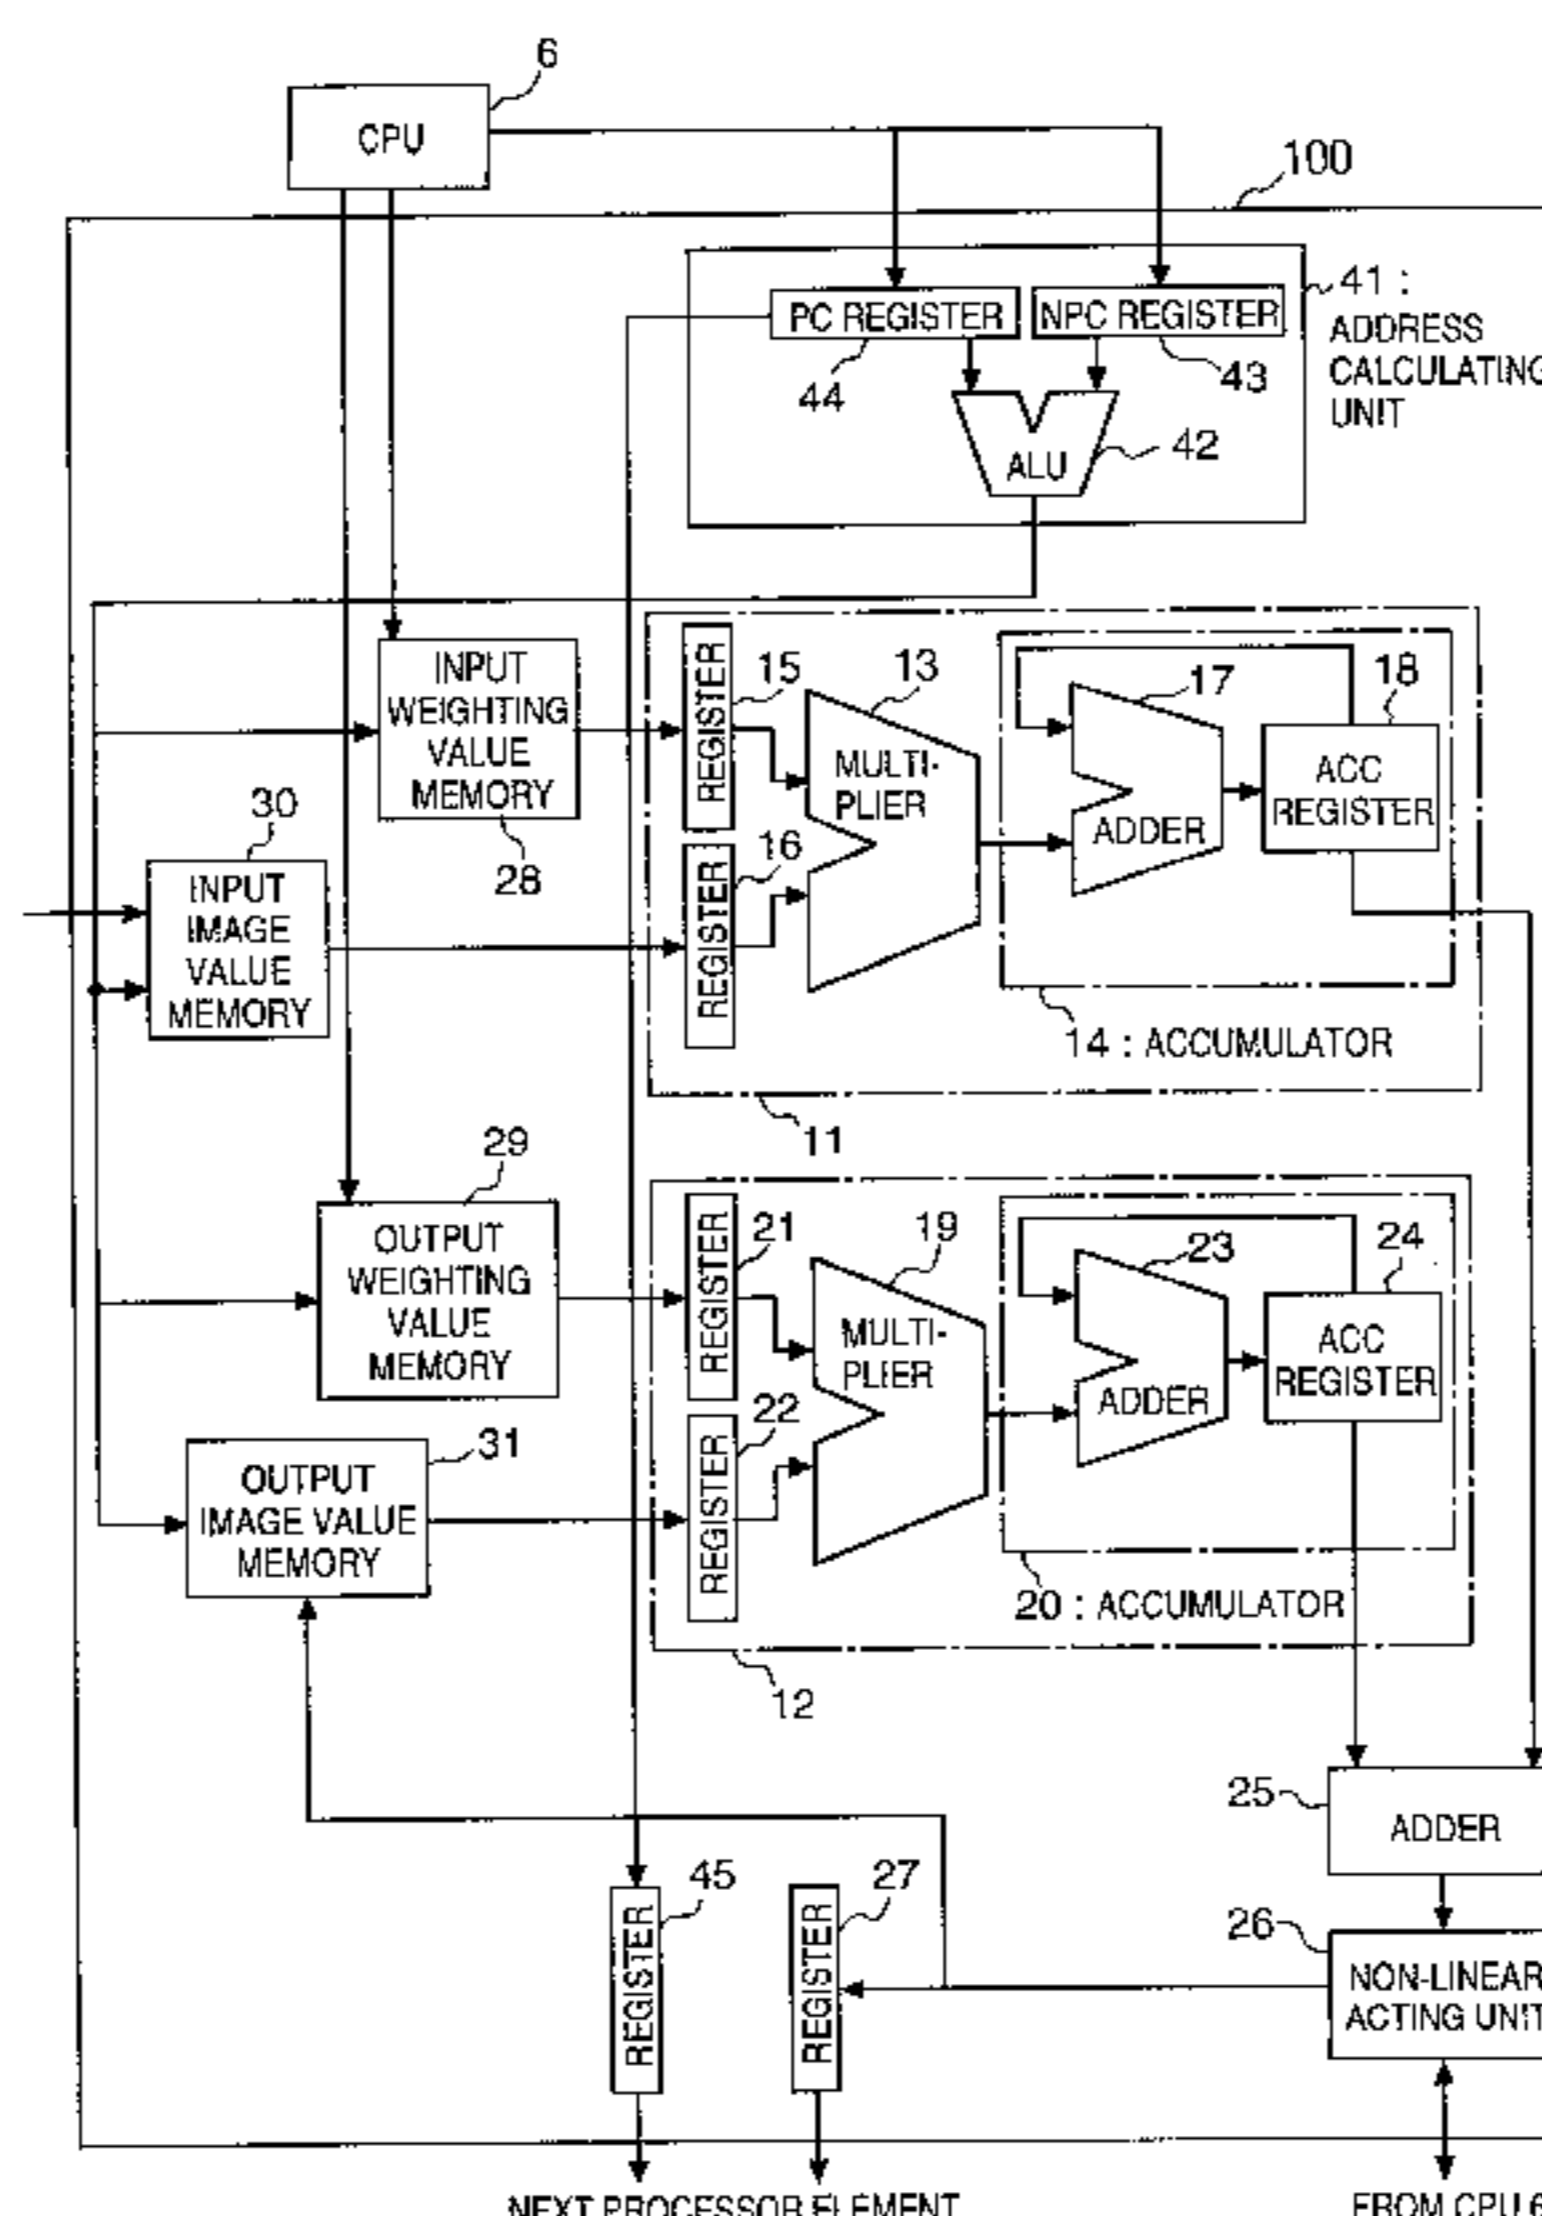 6
CPU
100
PC REGISTER
NPC REGISTER
41 :
ADDRESS
CALCULATING
UNIT
44
43
ALU
42
INPUT
WEIGHTING
VALUE
MEMORY
28
REGISTER
15
13
MULTI-
PLIER
17
18
ADDER
ACC
REGISTER
30
INPUT
IMAGE
VALUE
MEMORY
REGISTER
16
14 : ACCUMULATOR
11
29
OUTPUT
WEIGHTING
VALUE
MEMORY
REGISTER
21
19
MULTI-
PLIER
23
24
ADDER
ACC
REGISTER
31
OUTPUT
IMAGE VALUE
MEMORY
REGISTER
22
20 : ACCUMULATOR
12
25
ADDER
45
REGISTER
27
REGISTER
26
NON-LINEAR
ACTING UNIT
NEXT PROCESSOR ELEMENT
FROM CPU 6